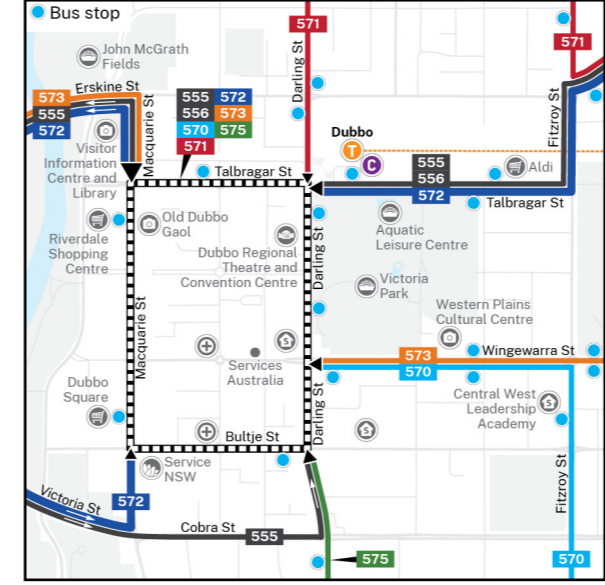 Bus stop
571
571
John McGrath
Fields
Darling St
Erskine St
573
555
572
Macquarie St
555 572
556 573
570 575
571
Fitzroy St
Dubbo
T
C
Visitor
Information
Centre and
Library
Talbragar St
555
556
572
Aldi
Talbragar St
Old Dubbo
Gaol
Riverdale
Shopping
Centre
Dubbo Regional
Theatre and
Convention Centre
Darling St
Aquatic
Leisure Centre
Victoria
Park
Western Plains
Cultural Centre
Macquarie St
S
Services
Australia
573
570
Wingewarra St
Dubbo
Square
Darling St
Central West
Leadership
Academy
S
Bultje St
S
Service
NSW
Fitzroy St
Victoria St
572
Cobra St
555
575
570